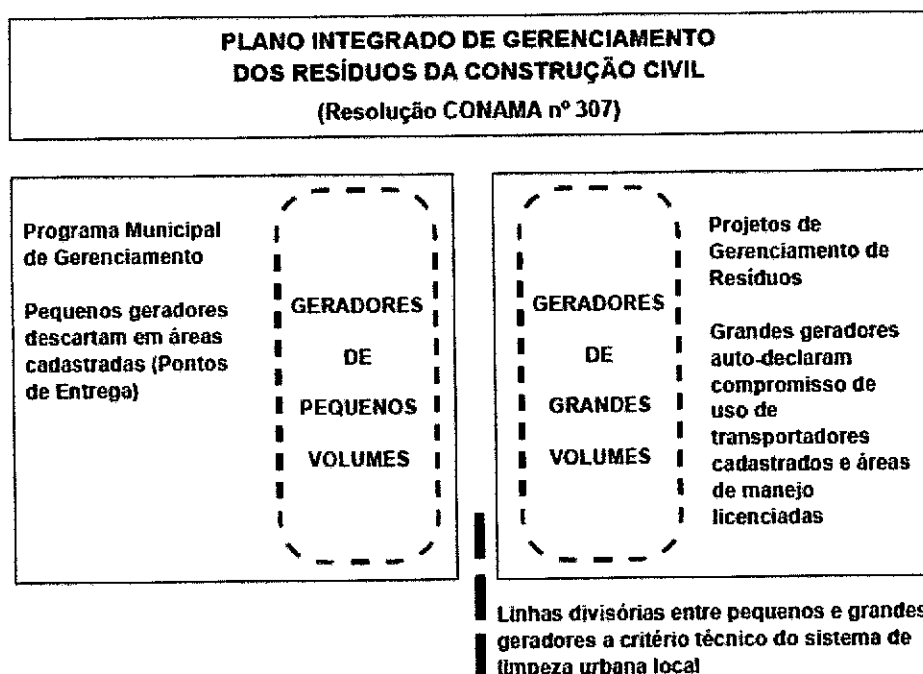 PLANO INTEGRADO DE GERENCIAMENTO
DOS RESÍDUOS DA CONSTRUÇÃO CIVIL
(Resolução CONAMA nº 307)
Programa Municipal
de Gerenciamento
Pequenos geradores
descartam em áreas
cadastradas (Pontos
de Entrega)
GERADORES
DE
PEQUENOS
VOLUMES
GERADORES
DE
GRANDES
VOLUMES
Projetos de
Gerenciamento de
Resíduos
Grandes geradores
auto-declaram
compromisso de
uso de
transportadores
cadastrados e áreas
de manejo
licenciadas
Linhas divisórias entre pequenos e grandes
geradores a critério técnico do sistema de
limpeza urbana local